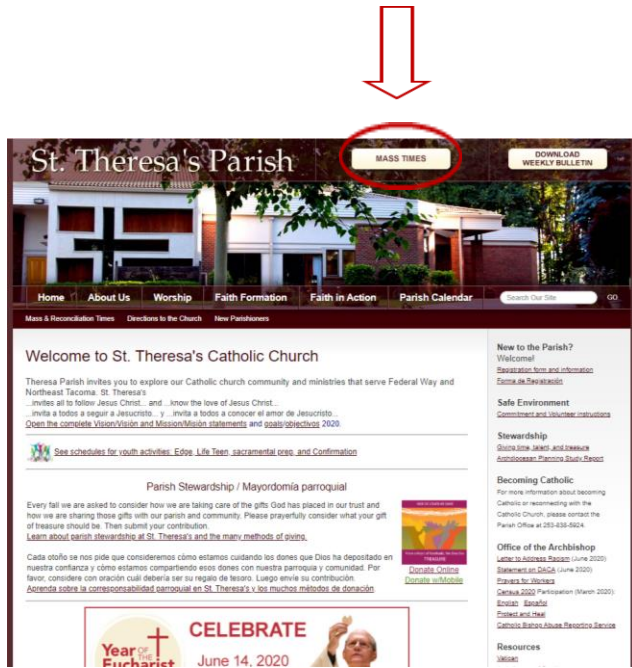 St. Theresa's Parish
MASS TIMES
DOWNLOAD
WEEKLY BULLETIN
Home About Us Worship Faith Formation Faith in Action Parish Calendar Search Our Site GO
Mass & Reconciliation Times Directions to the Church New Parishioners
Welcome to St. Theresa's Catholic Church
Theresa Parish invites you to explore our Catholic church community and ministries that serve Federal Way and
Northeast Tacoma. St. Theresa's
...invites all to follow Jesus Christ... and ...know the love of Jesus Christ...
...invita a todos a seguir a Jesucristo... y ...invita a todos a conocer el amor de Jesucristo...
Open the complete Vision/Visión and Mission/Misión statements and goals/objectives 2020.
See schedules for youth activities: Edge, Life Teen, sacramental prep, and Confirmation
Parish Stewardship / Mayordomía parroquial
Every fall we are asked to consider how we are taking care of the gifts God has placed in our trust and
how we are sharing those gifts with our parish and community. Please prayerfully consider what your gift
of treasure should be. Then submit your contribution.
Learn about parish stewardship at St. Theresa's and the many methods of giving.
Cada otoño se nos pide que consideremos cómo estamos cuidando los dones que Dios ha depositado en
nuestra confianza y cómo estamos compartiendo esos dones con nuestra parroquia y comunidad. Por
favor, considere con oración cuál debería ser su regalo de tesoro. Luego envíe su contribución.
Aprenda sobre la corresponsabilidad parroquial en St. Theresa's y los muchos métodos de donación.
TREASURE
Donate Online
Donate w/Mobile
Year OF THE
Eucharist
CELEBRATE
June 14, 2020
New to the Parish?
Welcome!
Registration form and information
Forma de Registración
Safe Environment
Commitment and Volunteer Instructions
Stewardship
Giving time, talent, and treasure
Archdiocesan Planning Study Report
Becoming Catholic
For more information about becoming
Catholic or reconnecting with the
Catholic Church, please contact the
Parish Office at 253-838-5924.
Office of the Archbishop
Letter to Address Racism (June 2020)
Statement on DACA (June 2020)
Prayers for Workers
Census 2020 Participation (March 2020)
English Español
Protect and Heal
Catholic Bishop Abuse Reporting Service
Resources
Vatican